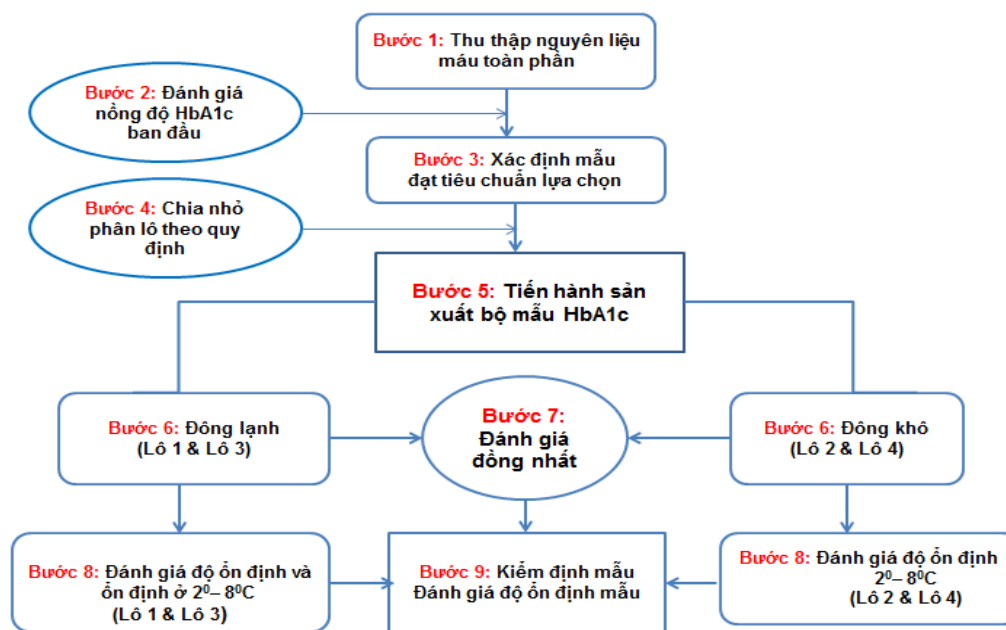 Bước 1: Thu thập nguyên liệu
máu toàn phần
Bước 2: Đánh giá
nồng độ HbA1c
ban đầu
Bước 3: Xác định mẫu
đạt tiêu chuẩn lựa chọn
Bước 4: Chia nhỏ
phân lô theo quy
định
Bước 5: Tiến hành sản
xuất bộ mẫu HbA1c
Bước 6: Đông lạnh
(Lô 1 & Lô 3)
Bước 7:
Đánh giá
đồng nhất
Bước 6: Đông khô
(Lô 2 & Lô 4)
Bước 8: Đánh giá độ ổn định và
ổn định ở 2⁰– 8⁰C
(Lô 1 & Lô 3)
Bước 9: Kiểm định mẫu
Đánh giá độ ổn định mẫu
Bước 8: Đánh giá độ ổn định
2⁰– 8⁰C
(Lô 2 & Lô 4)